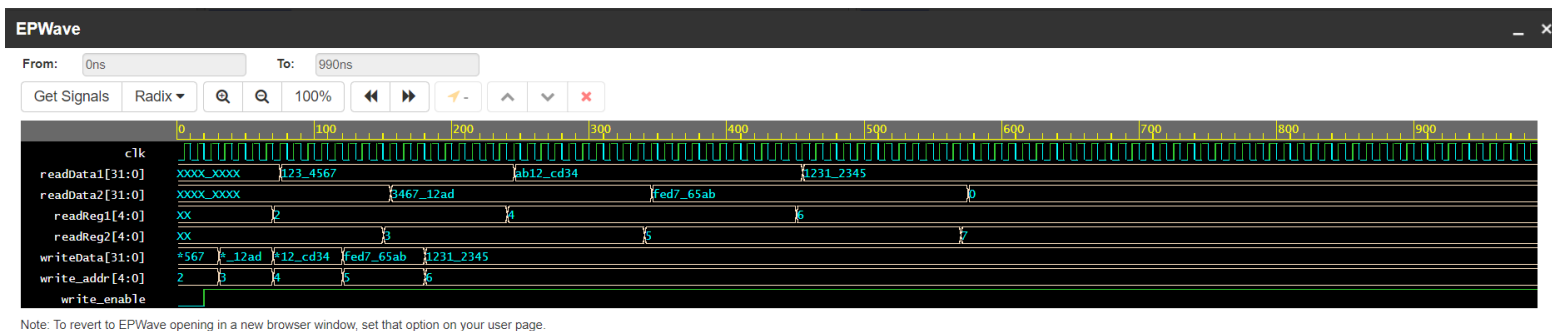 EPWave
From: 0ns To: 990ns
Get Signals Radix 100% -
0 100 200 300 400 500 600 700 800 900
clk
readData1[31:0] XXXX_XXXX 123_4567 ab12_cd34 1231_2345
readData2[31:0] XXXX_XXXX 3467_12ad fed7_65ab 0
readReg1[4:0] XX 2 4 6
readReg2[4:0] XX 3 5 7
writeData[31:0] *567 *_12ad *12_cd34 fed7_65ab 1231_2345
write_addr[4:0] 2 3 4 5 6
write_enable
Note: To revert to EPWave opening in a new browser window, set that option on your user page.